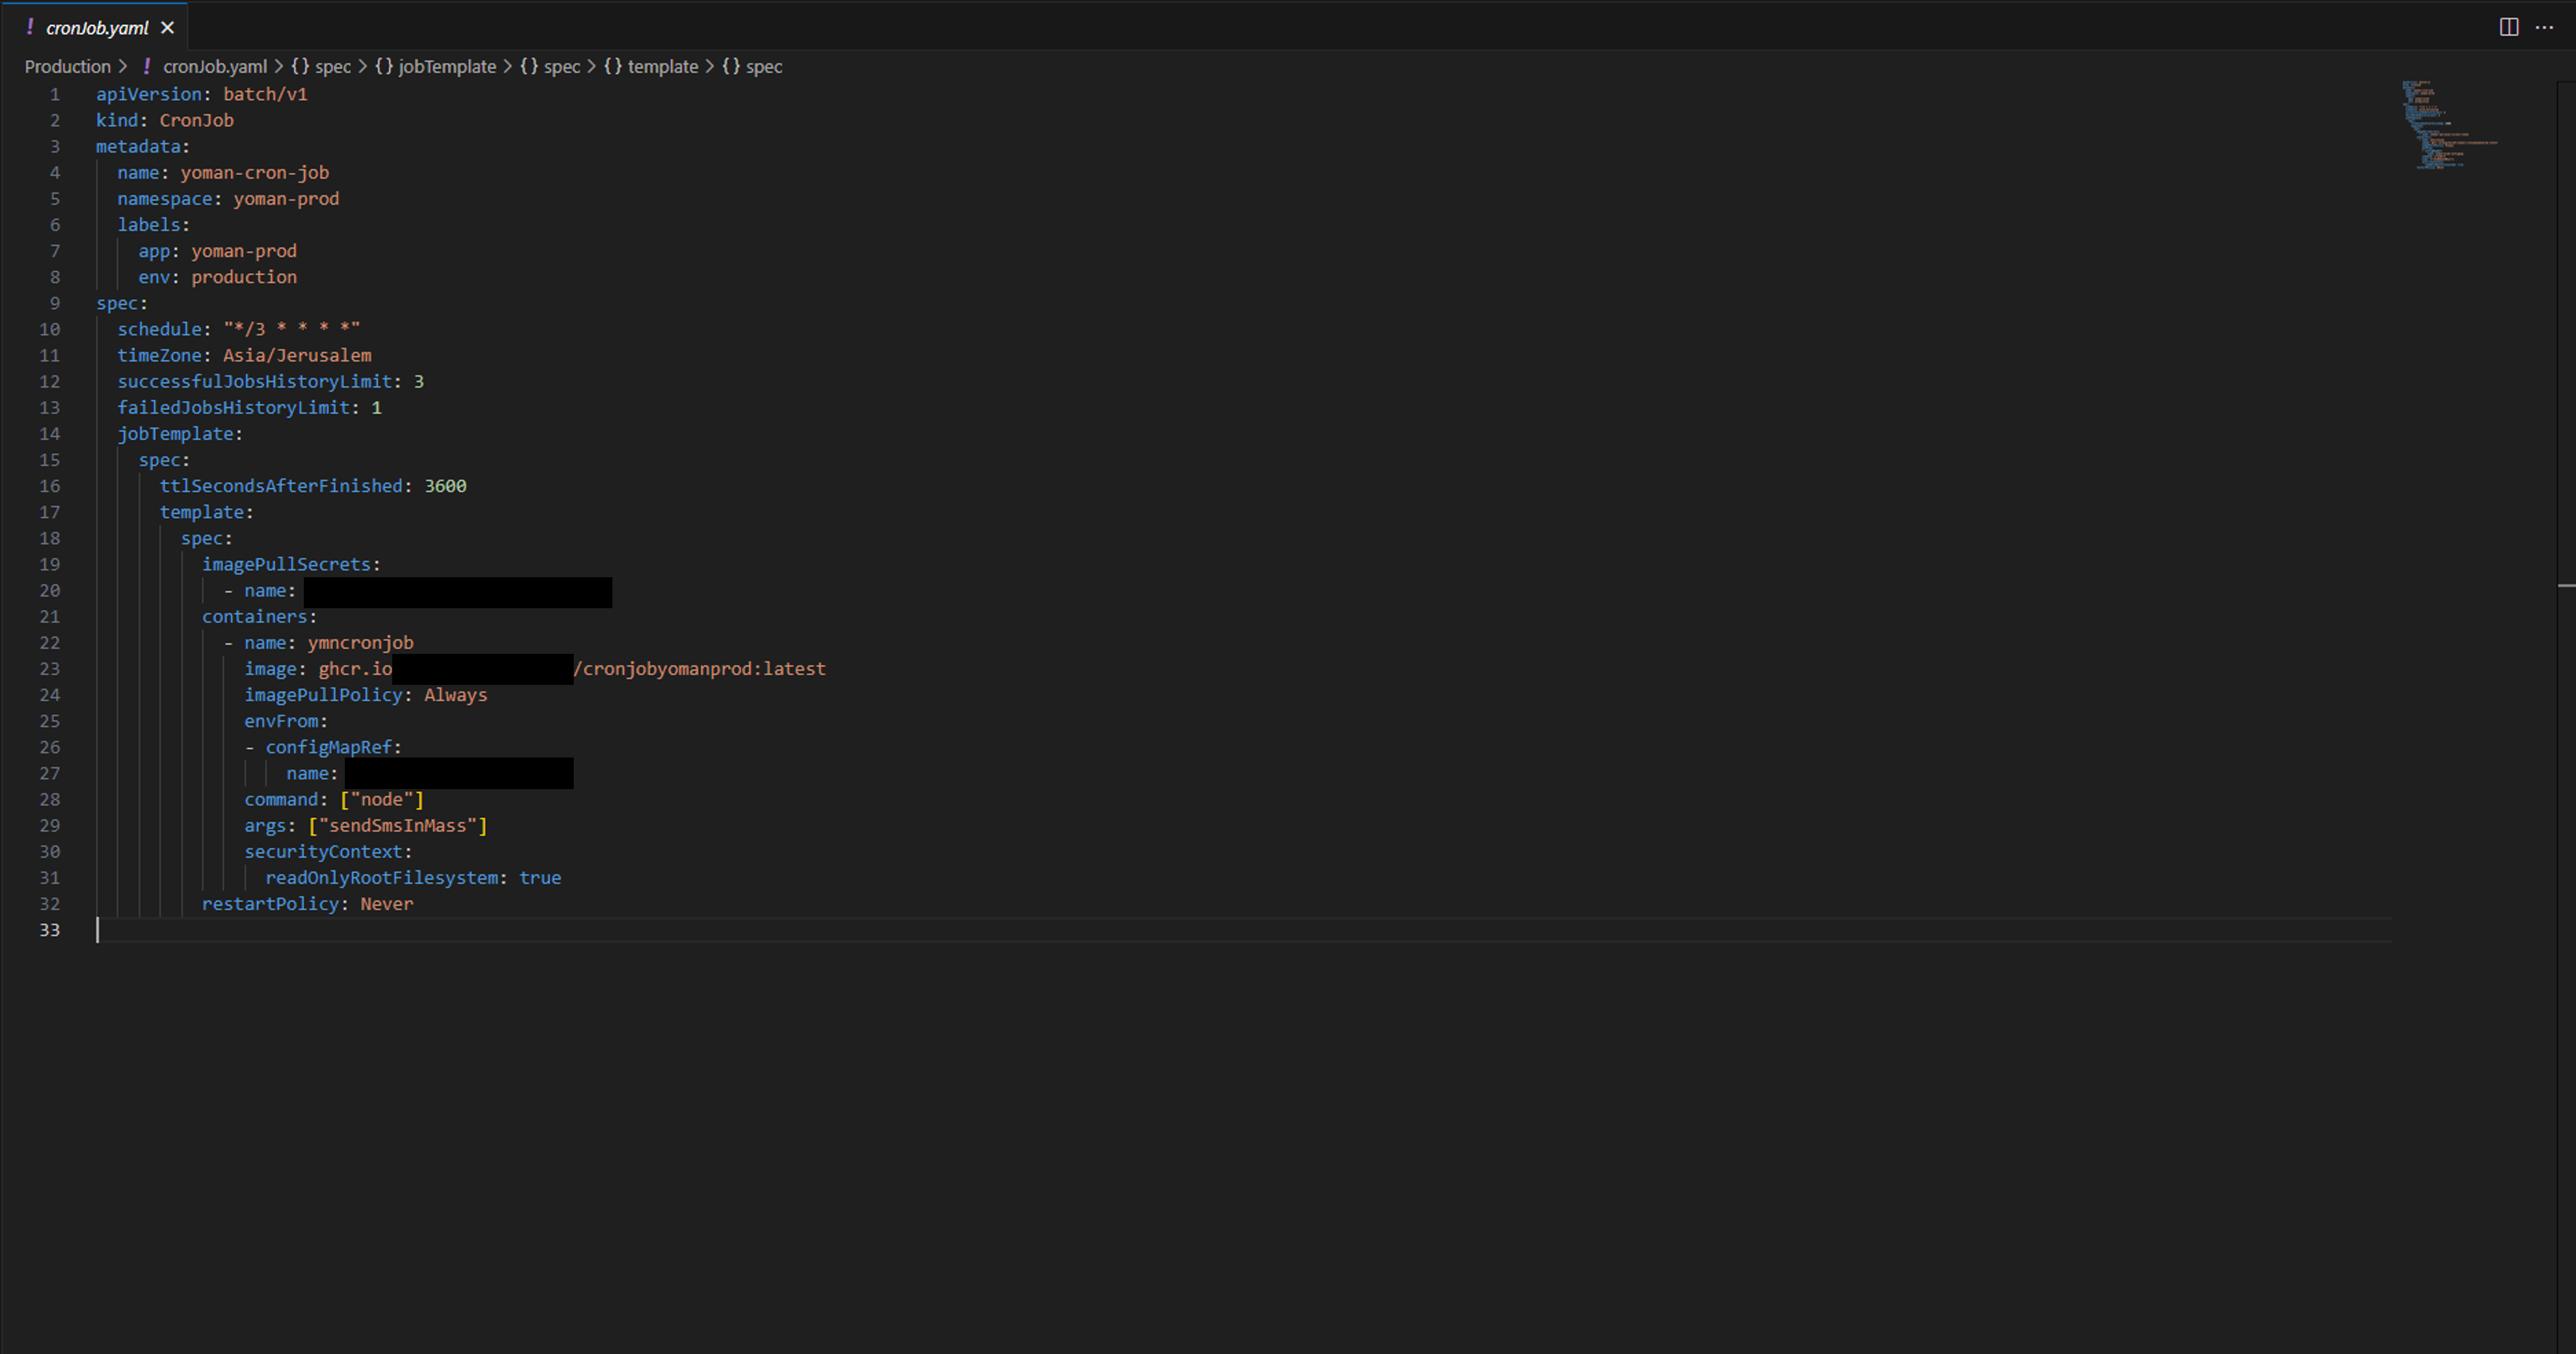 ! cronJob.yaml ×
Production > ! cronJob.yaml > {} spec > {} jobTemplate > {} spec > {} template > {} spec
1 apiVersion: batch/v1
2 kind: CronJob
3 metadata:
4   name: yoman-cron-job
5   namespace: yoman-prod
6   labels:
7     app: yoman-prod
8     env: production
9 spec:
10   schedule: "*/3 * * * *"
11   timeZone: Asia/Jerusalem
12   successfulJobsHistoryLimit: 3
13   failedJobsHistoryLimit: 1
14   jobTemplate:
15     spec:
16       ttlSecondsAfterFinished: 3600
17       template:
18         spec:
19           imagePullSecrets:
20             - name:
21           containers:
22             - name: ymncronjob
23               image: ghcr.io /cronjobyomanprod:latest
24               imagePullPolicy: Always
25               envFrom:
26               - configMapRef:
27                   name:
28               command: ["node"]
29               args: ["sendSmsInMass"]
30               securityContext:
31                 readOnlyRootFilesystem: true
32           restartPolicy: Never
33